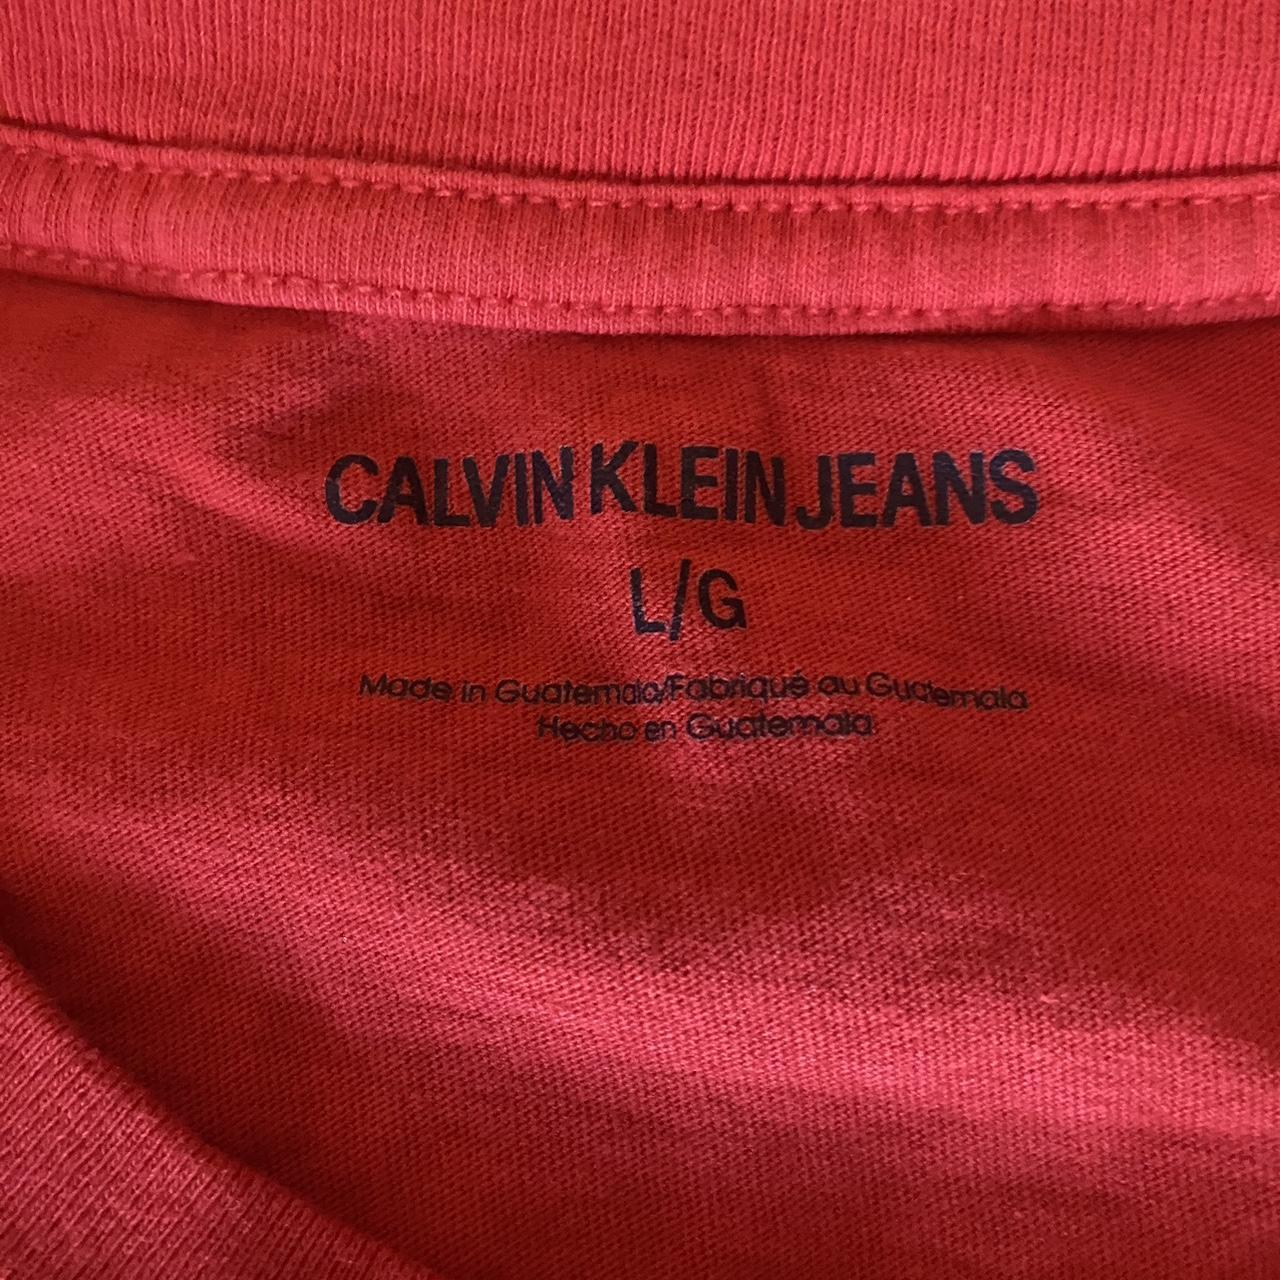 CALVIN KLEIN JEANS
L/G
Made in Guatemala/Fabriqué au Guatemala
Hecho en Guatemala